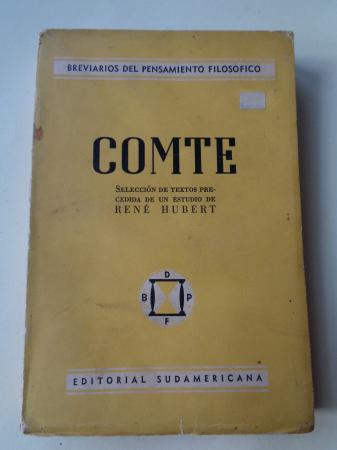 BREVIARIOS DEL PENSAMIENTO FILOSOFICO
COMTE
SELECCIÓN DE TEXTOS PRE-
CEDIDA DE UN ESTUDIO DE
RENÉ HUBERT
D
B P
F
EDITORIAL SUDAMERICANA